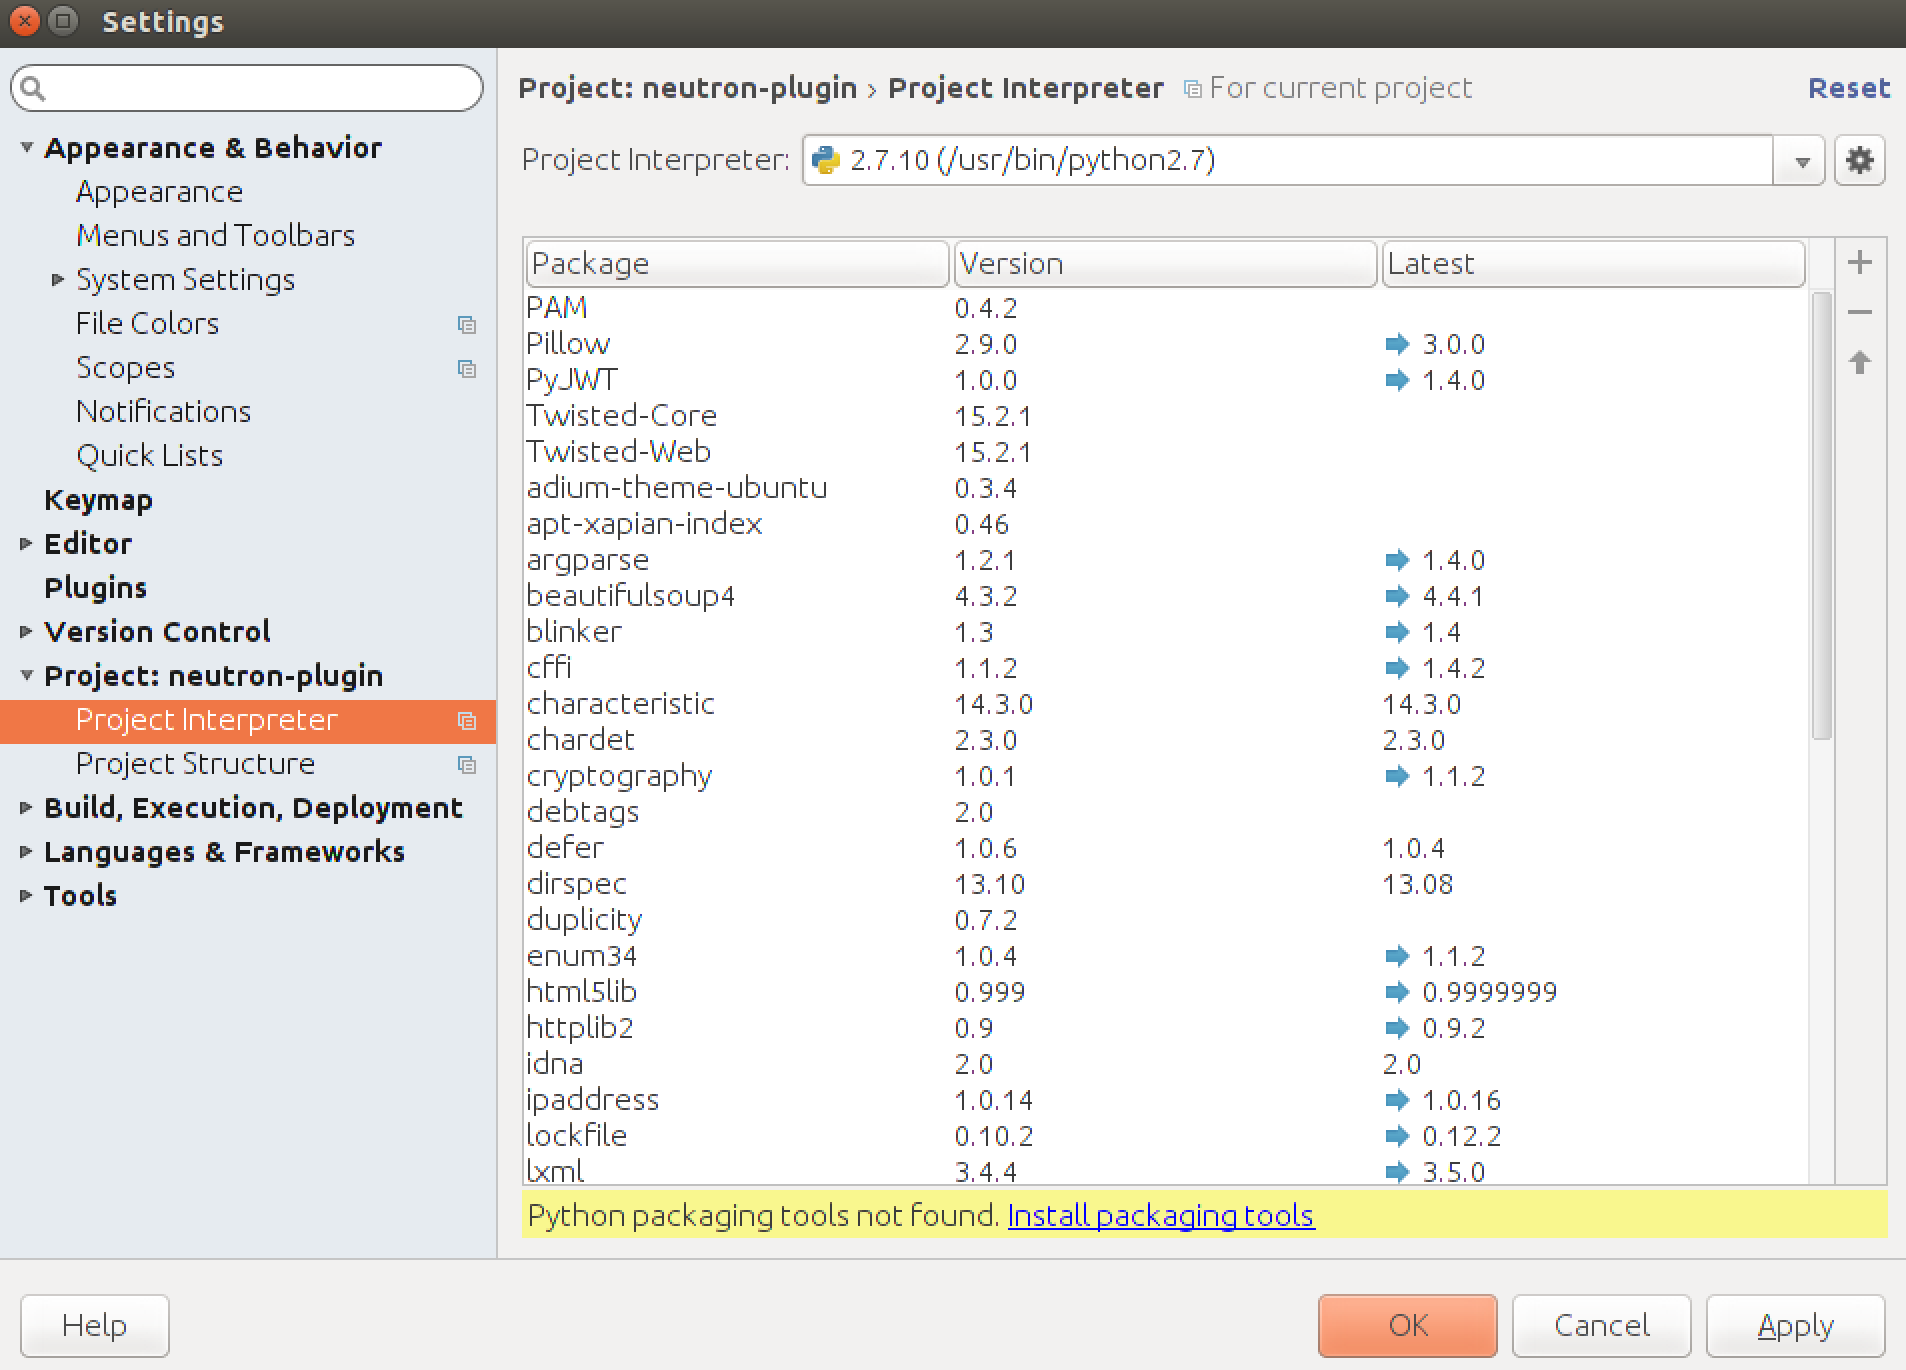 Settings
Appearance & Behavior
Appearance
Menus and Toolbars
System Settings
File Colors
Scopes
Notifications
Quick Lists
Keymap
Editor
Plugins
Version Control
Project: neutron-plugin
Project Interpreter
Project Structure
Build, Execution, Deployment
Languages & Frameworks
Tools
Project: neutron-plugin › Project Interpreter For current project Reset
Project Interpreter: 2.7.10 (/usr/bin/python2.7)
Package Version Latest
PAM 0.4.2
Pillow 2.9.0 3.0.0
PyJWT 1.0.0 1.4.0
Twisted-Core 15.2.1
Twisted-Web 15.2.1
adium-theme-ubuntu 0.3.4
apt-xapian-index 0.46
argparse 1.2.1 1.4.0
beautifulsoup4 4.3.2 4.4.1
blinker 1.3 1.4
cffi 1.1.2 1.4.2
characteristic 14.3.0 14.3.0
chardet 2.3.0 2.3.0
cryptography 1.0.1 1.1.2
debtags 2.0
defer 1.0.6 1.0.4
dirspec 13.10 13.08
duplicity 0.7.2
enum34 1.0.4 1.1.2
html5lib 0.999 0.9999999
httplib2 0.9 0.9.2
idna 2.0 2.0
ipaddress 1.0.14 1.0.16
lockfile 0.10.2 0.12.2
lxml 3.4.4 3.5.0
Python packaging tools not found. Install packaging tools
Help OK Cancel Apply